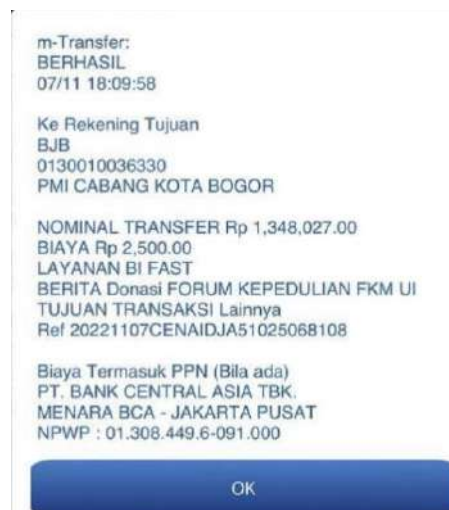 m-Transfer:
BERHASIL
07/11 18:09:58
Ke Rekening Tujuan
BJB
0130010036330
PMI CABANG KOTA BOGOR
NOMINAL TRANSFER Rp 1,348,027.00
BIAYA Rp 2,500.00
LAYANAN BI FAST
BERITA Donasi FORUM KEPEDULIAN FKM UI
TUJUAN TRANSAKSI Lainnya
Ref 20221107CENAIDJA51025068108
Biaya Termasuk PPN (Bila ada)
PT. BANK CENTRAL ASIA TBK.
MENARA BCA - JAKARTA PUSAT
NPWP : 01.308.449.6-091.000
OK